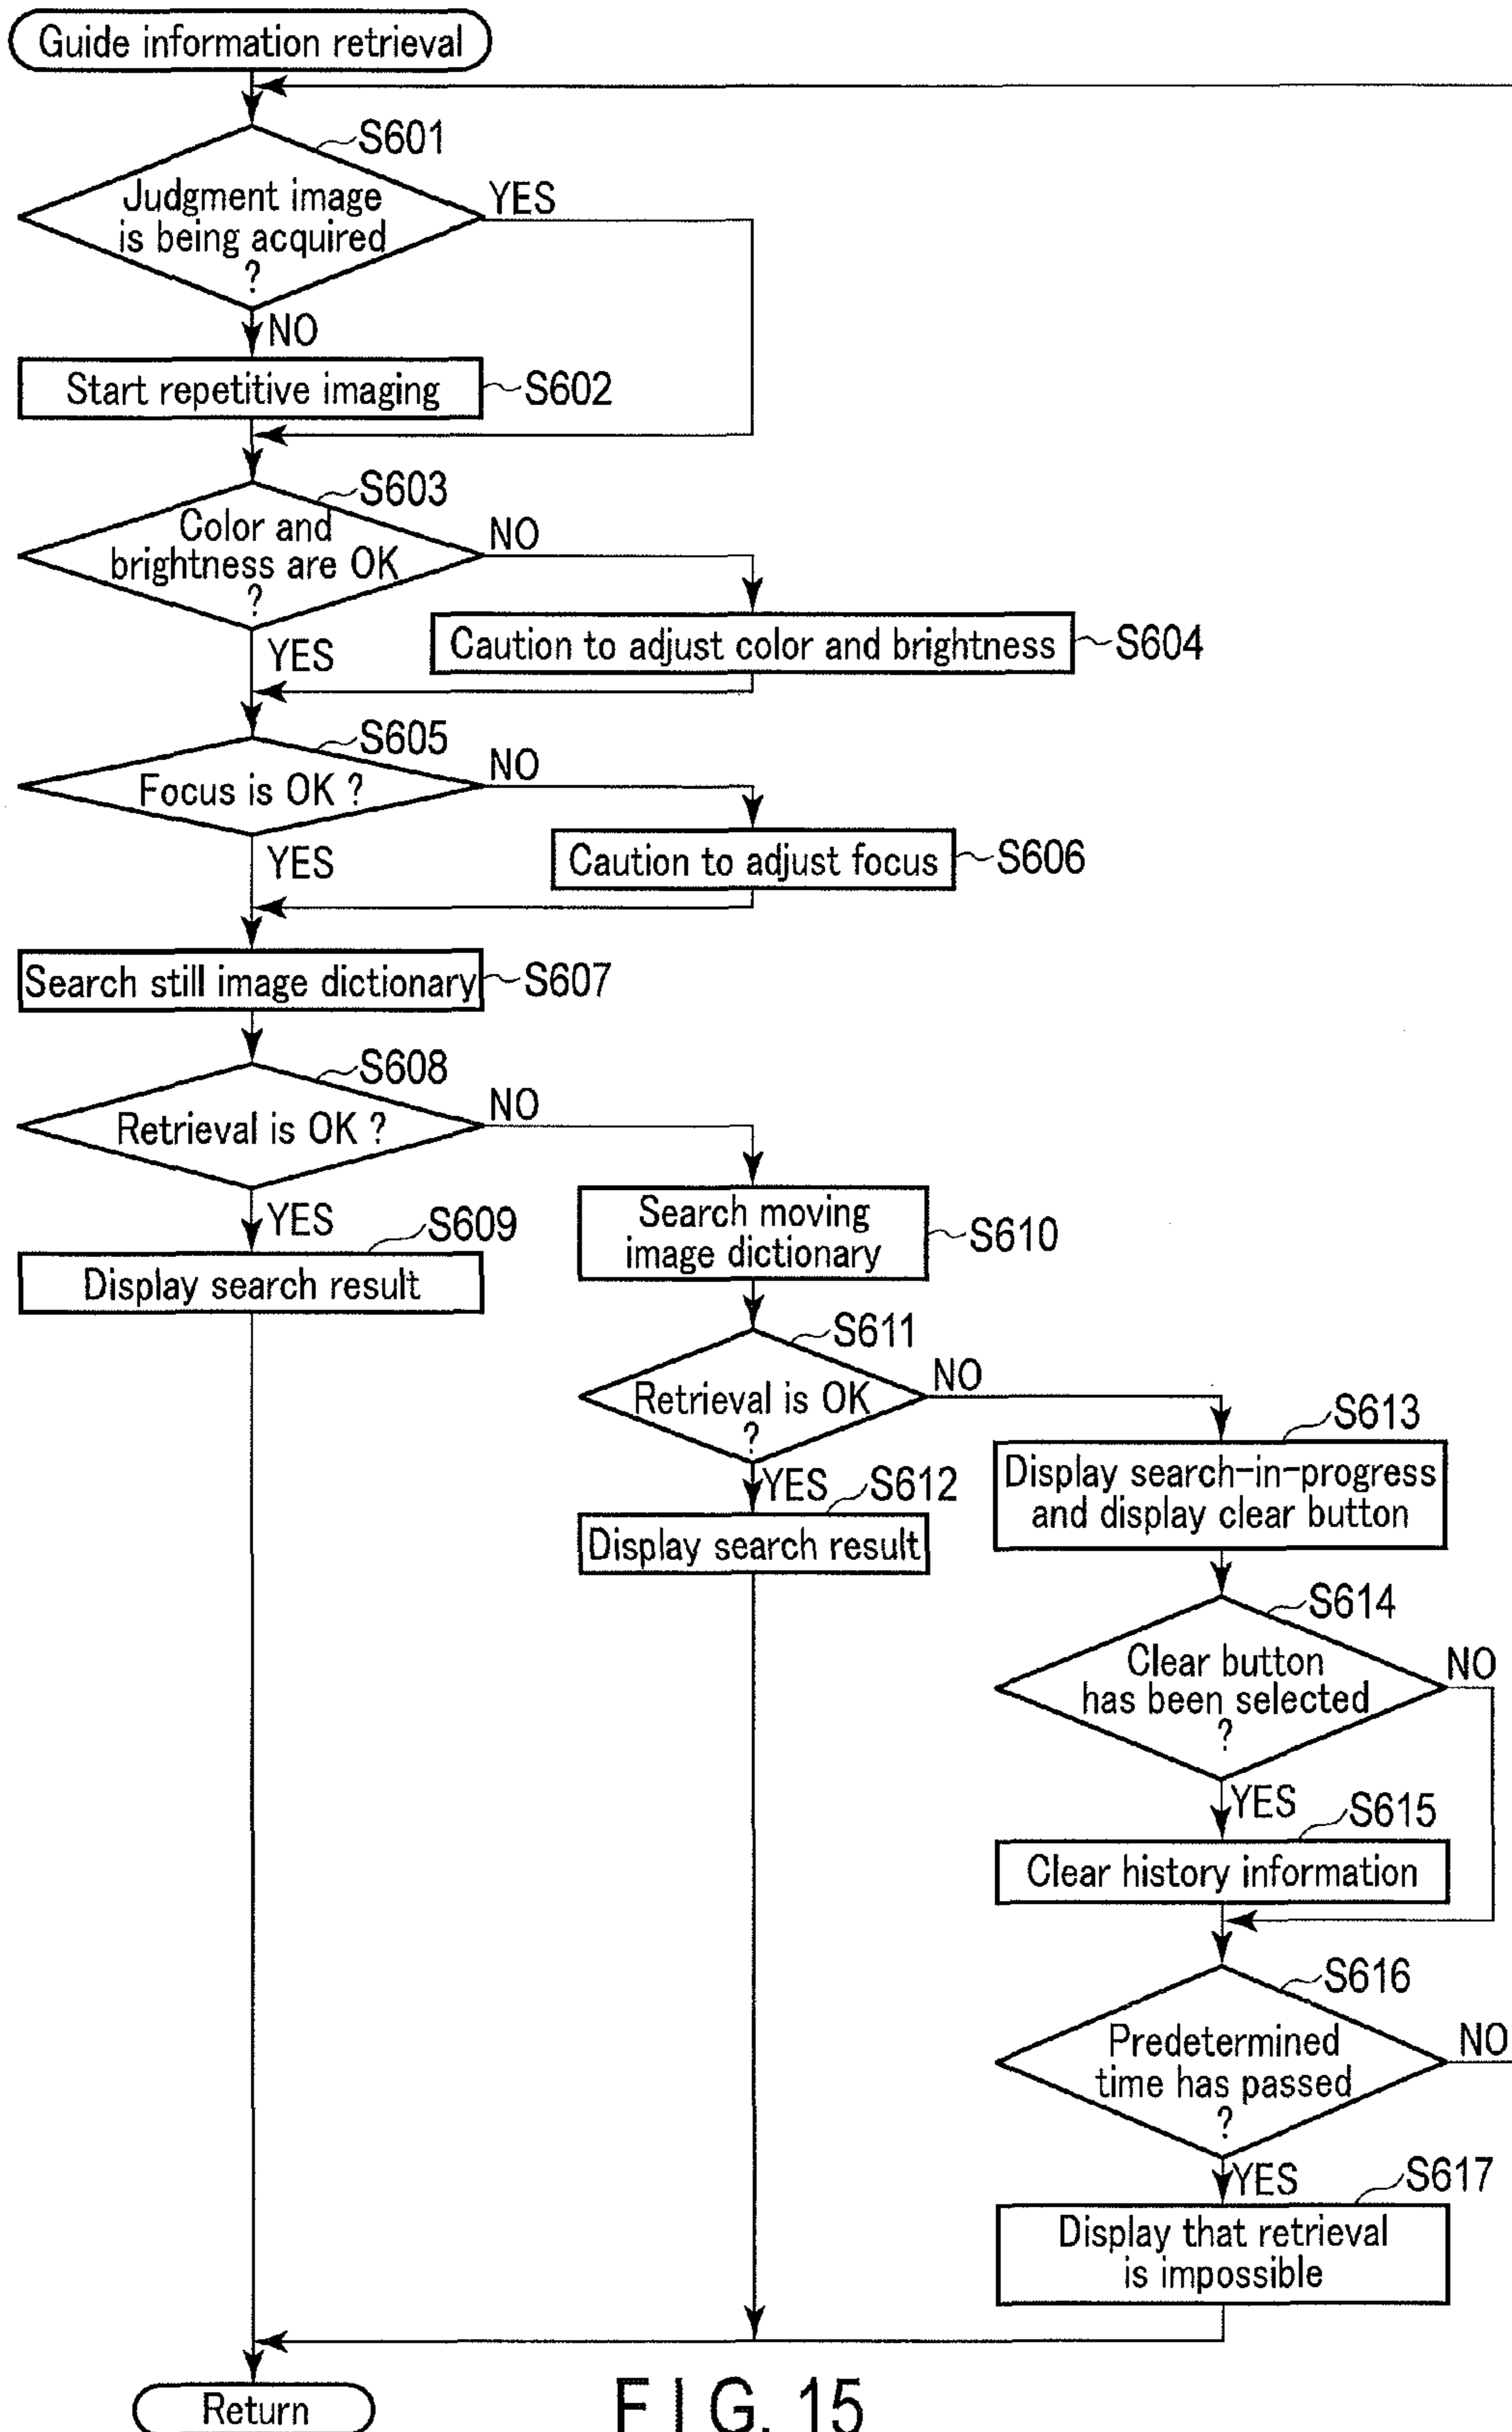 Guide information retrieval
S601
Judgment image
is being acquired
?
YES
NO
Start repetitive imaging
S602
S603
Color and
brightness are OK
?
NO
YES
Caution to adjust color and brightness
S604
S605
Focus is OK ?
NO
YES
Caution to adjust focus
S606
Search still image dictionary
S607
S608
Retrieval is OK ?
NO
YES
S609
Display search result
Search moving
image dictionary
S610
S611
Retrieval is OK
?
NO
YES
S612
Display search result
S613
Display search-in-progress
and display clear button
S614
Clear button
has been selected
?
NO
YES
S615
Clear history information
S616
Predetermined
time has passed
?
NO
YES
S617
Display that retrieval
is impossible
Return
FIG. 15